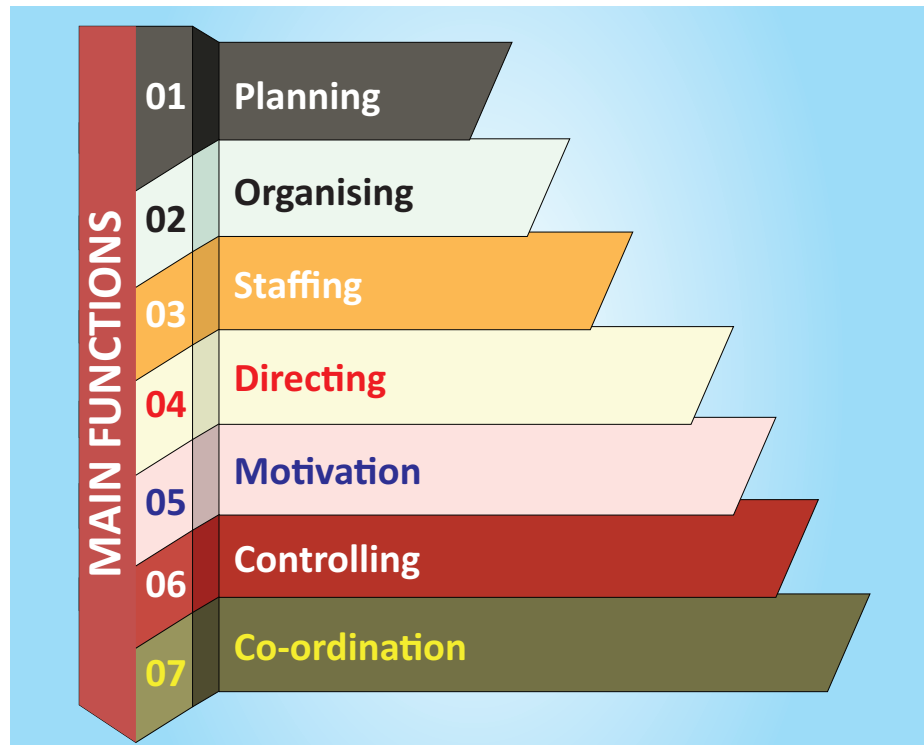 MAIN FUNCTIONS
01 Planning
02 Organising
03 Staffing
04 Directing
05 Motivation
06 Controlling
07 Co-ordination